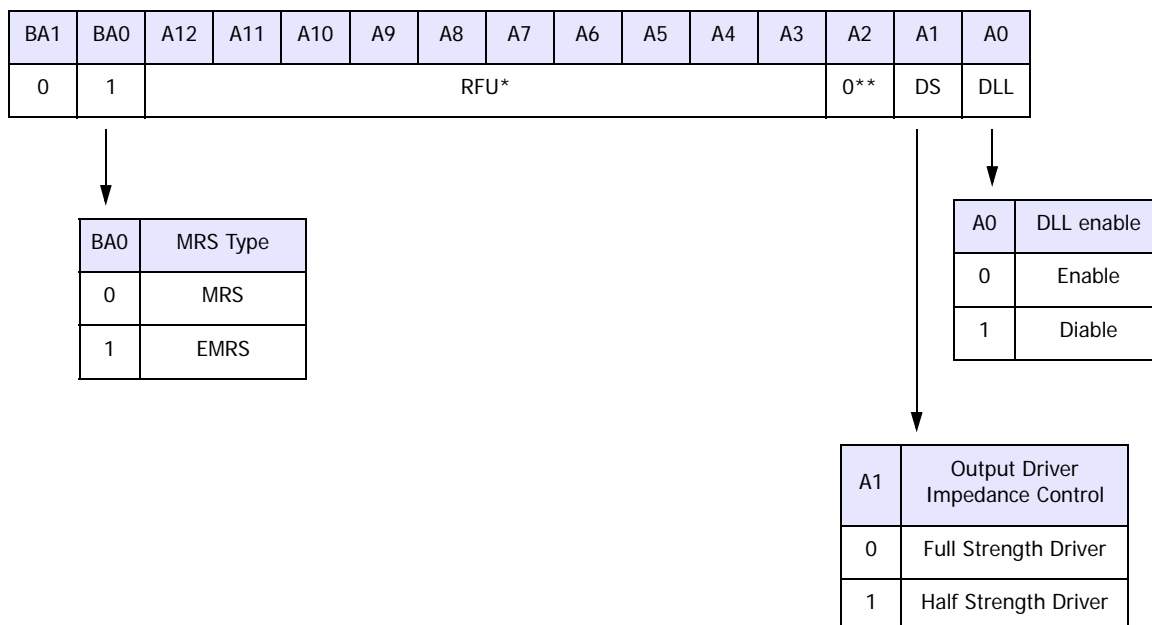 BA1 BA0 A12 A11 A10 A9 A8 A7 A6 A5 A4 A3 A2 A1 A0
0 1 RFU* 0** DS DLL
BA0 MRS Type
0 MRS
1 EMRS
A0 DLL enable
0 Enable
1 Diable
A1 Output Driver
Impedance Control
0 Full Strength Driver
1 Half Strength Driver